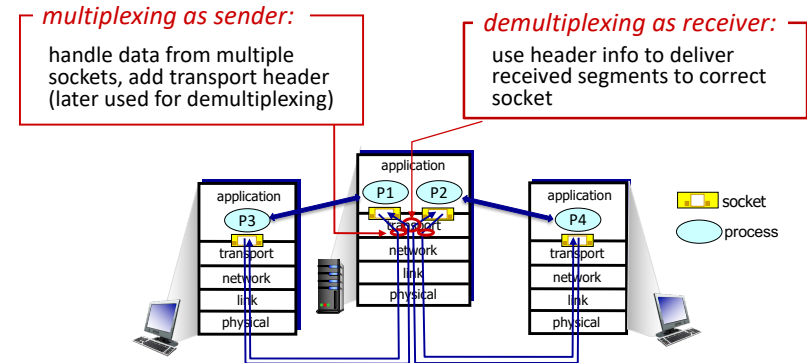 multiplexing as sender:
handle data from multiple
sockets, add transport header
(later used for demultiplexing)
demultiplexing as receiver:
use header info to deliver
received segments to correct
socket
application
P3
transport
network
link
physical
application
P1
P2
transport
network
link
physical
application
P4
transport
network
link
physical
socket
process